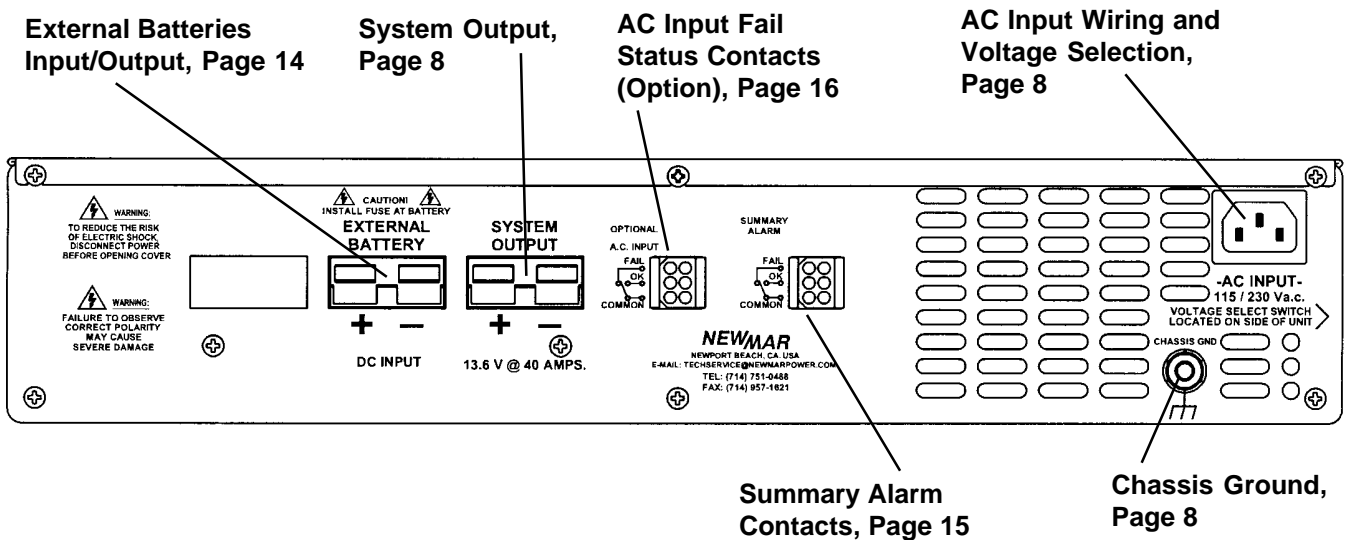 External Batteries
Input/Output, Page 14
System Output,
Page 8
AC Input Fail
Status Contacts
(Option), Page 16
AC Input Wiring and
Voltage Selection,
Page 8
WARNING:
TO REDUCE THE RISK
OF ELECTRIC SHOCK,
DISCONNECT POWER
BEFORE OPENING COVER
WARNING:
FAILURE TO OBSERVE
CORRECT POLARITY
MAY CAUSE
SEVERE DAMAGE
CAUTION!
INSTALL FUSE AT BATTERY
EXTERNAL
BATTERY
+ −
DC INPUT
SYSTEM
OUTPUT
+ −
13.6 V @ 40 AMPS.
OPTIONAL
A.C. INPUT
FAIL
OK
COMMON
SUMMARY
ALARM
FAIL
OK
COMMON
NEWMAR
NEWPORT BEACH, CA. USA
E-MAIL: TECHSERVICE@NEWMARPOWER.COM
TEL: (714) 751-0488
FAX: (714) 957-1621
-AC INPUT-
115 / 230 Va.c.
VOLTAGE SELECT SWITCH
LOCATED ON SIDE OF UNIT
CHASSIS GND
Summary Alarm
Contacts, Page 15
Chassis Ground,
Page 8